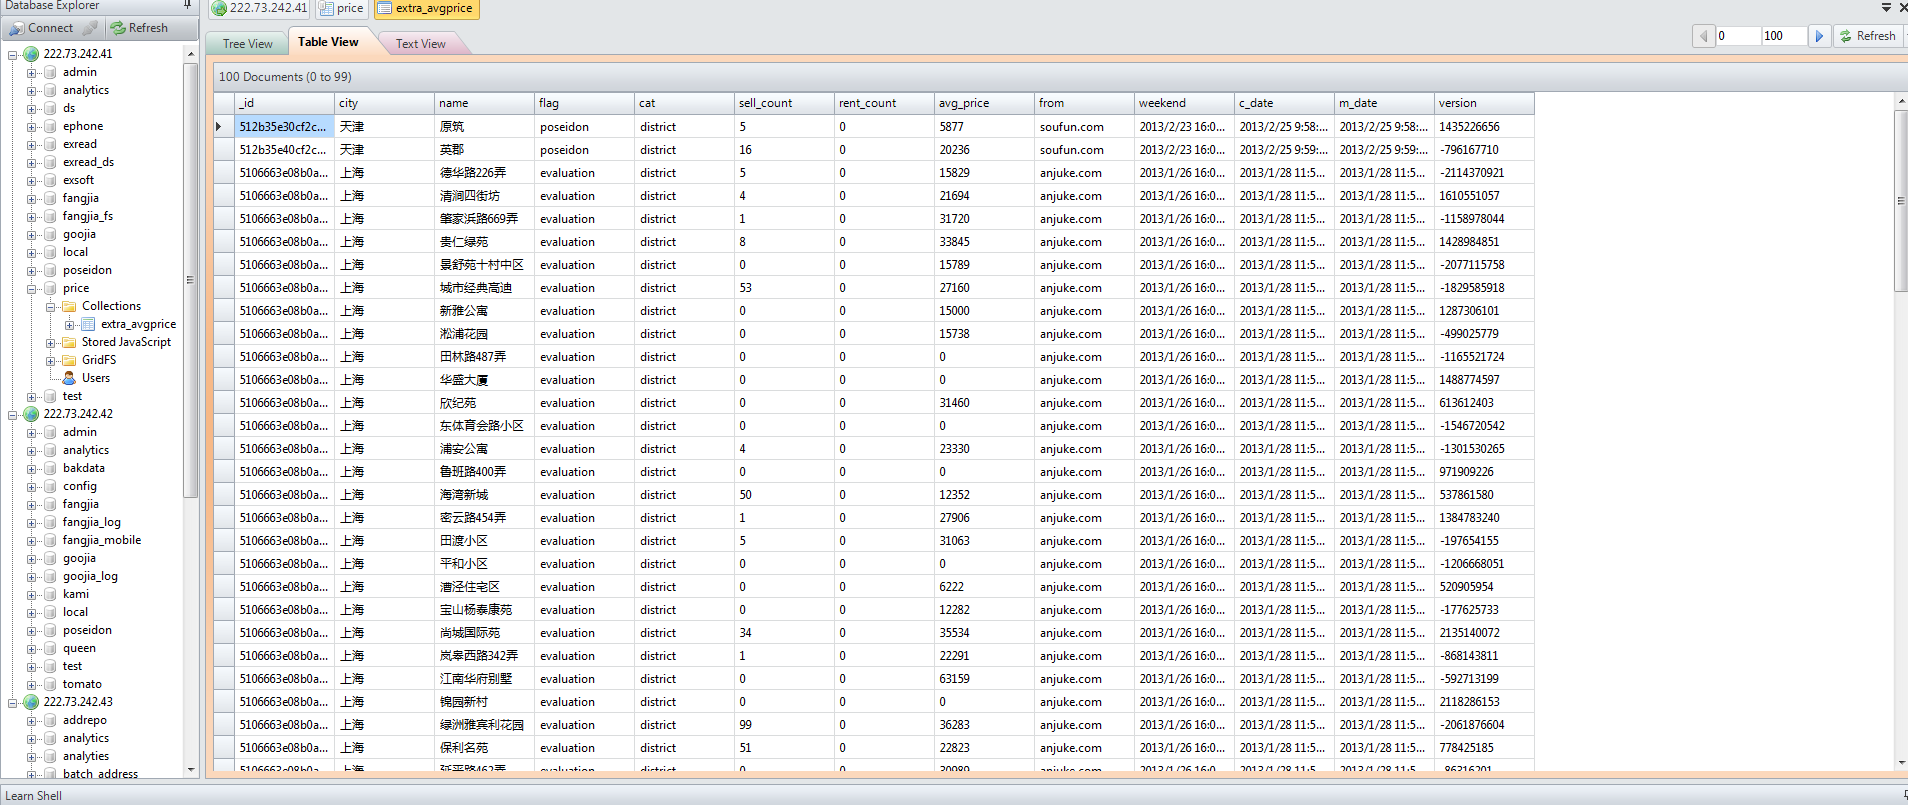 Database Explorer
Connect Refresh
222.73.242.41
admin
analytics
ds
ephone
exread
exread_ds
exsoft
fangjia
fangjia_fs
goojia
local
poseidon
price
Collections
extra_avgprice
Stored JavaScript
GridFS
Users
test
222.73.242.42
admin
analytics
bakdata
config
fangjia
fangjia_log
fangjia_mobile
goojia
goojia_log
kami
local
poseidon
queen
test
tomato
222.73.242.43
addrepo
analytics
analyties
batch_address
222.73.242.41 price extra_avgprice
Tree View Table View Text View
0 100 Refresh
100 Documents (0 to 99)
_id city name flag cat sell_count rent_count avg_price from weekend c_date m_date version
512b35e30cf2c... 天津 原筑 poseidon district 5 0 5877 soufun.com 2013/2/23 16:0... 2013/2/25 9:58:... 2013/2/25 9:58:... 1435226656
512b35e40cf2c... 天津 英郡 poseidon district 16 0 20236 soufun.com 2013/2/23 16:0... 2013/2/25 9:59:... 2013/2/25 9:59:... -796167710
5106663e08b0a... 上海 德华路226弄 evaluation district 5 0 15829 anjuke.com 2013/1/26 16:0... 2013/1/28 11:5... 2013/1/28 11:5... -2114370921
5106663e08b0a... 上海 清涧四街坊 evaluation district 4 0 21694 anjuke.com 2013/1/26 16:0... 2013/1/28 11:5... 2013/1/28 11:5... 1610551057
5106663e08b0a... 上海 肇家浜路669弄 evaluation district 1 0 31720 anjuke.com 2013/1/26 16:0... 2013/1/28 11:5... 2013/1/28 11:5... -1158978044
5106663e08b0a... 上海 贵仁绿苑 evaluation district 8 0 33845 anjuke.com 2013/1/26 16:0... 2013/1/28 11:5... 2013/1/28 11:5... 1428984851
5106663e08b0a... 上海 景舒苑十村中区 evaluation district 0 0 15789 anjuke.com 2013/1/26 16:0... 2013/1/28 11:5... 2013/1/28 11:5... -2077115758
5106663e08b0a... 上海 城市经典高迪 evaluation district 53 0 27160 anjuke.com 2013/1/26 16:0... 2013/1/28 11:5... 2013/1/28 11:5... -1829585918
5106663e08b0a... 上海 新雅公寓 evaluation district 0 0 15000 anjuke.com 2013/1/26 16:0... 2013/1/28 11:5... 2013/1/28 11:5... 1287306101
5106663e08b0a... 上海 淞浦花园 evaluation district 0 0 15738 anjuke.com 2013/1/26 16:0... 2013/1/28 11:5... 2013/1/28 11:5... -499025779
5106663e08b0a... 上海 田林路487弄 evaluation district 0 0 0 anjuke.com 2013/1/26 16:0... 2013/1/28 11:5... 2013/1/28 11:5... -1165521724
5106663e08b0a... 上海 华盛大厦 evaluation district 0 0 0 anjuke.com 2013/1/26 16:0... 2013/1/28 11:5... 2013/1/28 11:5... 1488774597
5106663e08b0a... 上海 欣纪苑 evaluation district 0 0 31460 anjuke.com 2013/1/26 16:0... 2013/1/28 11:5... 2013/1/28 11:5... 613612403
5106663e08b0a... 上海 东体育会路小区 evaluation district 0 0 0 anjuke.com 2013/1/26 16:0... 2013/1/28 11:5... 2013/1/28 11:5... -1546720542
5106663e08b0a... 上海 浦安公寓 evaluation district 4 0 23330 anjuke.com 2013/1/26 16:0... 2013/1/28 11:5... 2013/1/28 11:5... -1301530265
5106663e08b0a... 上海 鲁班路400弄 evaluation district 0 0 0 anjuke.com 2013/1/26 16:0... 2013/1/28 11:5... 2013/1/28 11:5... 971909226
5106663e08b0a... 上海 海湾新城 evaluation district 50 0 12352 anjuke.com 2013/1/26 16:0... 2013/1/28 11:5... 2013/1/28 11:5... 537861580
5106663e08b0a... 上海 密云路454弄 evaluation district 1 0 27906 anjuke.com 2013/1/26 16:0... 2013/1/28 11:5... 2013/1/28 11:5... 1384783240
5106663e08b0a... 上海 田渡小区 evaluation district 5 0 31063 anjuke.com 2013/1/26 16:0... 2013/1/28 11:5... 2013/1/28 11:5... -197654155
5106663e08b0a... 上海 平和小区 evaluation district 0 0 0 anjuke.com 2013/1/26 16:0... 2013/1/28 11:5... 2013/1/28 11:5... -1206668051
5106663e08b0a... 上海 漕泾住宅区 evaluation district 0 0 6222 anjuke.com 2013/1/26 16:0... 2013/1/28 11:5... 2013/1/28 11:5... 520905954
5106663e08b0a... 上海 宝山杨泰康苑 evaluation district 0 0 12282 anjuke.com 2013/1/26 16:0... 2013/1/28 11:5... 2013/1/28 11:5... -177625733
5106663e08b0a... 上海 尚城国际苑 evaluation district 34 0 35534 anjuke.com 2013/1/26 16:0... 2013/1/28 11:5... 2013/1/28 11:5... 2135140072
5106663e08b0a... 上海 岚皋西路342弄 evaluation district 1 0 22291 anjuke.com 2013/1/26 16:0... 2013/1/28 11:5... 2013/1/28 11:5... -868143811
5106663e08b0a... 上海 江南华府别墅 evaluation district 0 0 63159 anjuke.com 2013/1/26 16:0... 2013/1/28 11:5... 2013/1/28 11:5... -592713199
5106663e08b0a... 上海 锦园新村 evaluation district 0 0 0 anjuke.com 2013/1/26 16:0... 2013/1/28 11:5... 2013/1/28 11:5... 2118286153
5106663e08b0a... 上海 绿洲雅宾利花园 evaluation district 99 0 36283 anjuke.com 2013/1/26 16:0... 2013/1/28 11:5... 2013/1/28 11:5... -2061876604
5106663e08b0a... 上海 保利名苑 evaluation district 51 0 22823 anjuke.com 2013/1/26 16:0... 2013/1/28 11:5... 2013/1/28 11:5... 778425185
5106663e08b0a... 上海 延平路462弄 evaluation district 0 0 30989 anjuke.com 2013/1/26 16:0... 2013/1/28 11:5... 2013/1/28 11:5... -86316201
Learn Shell